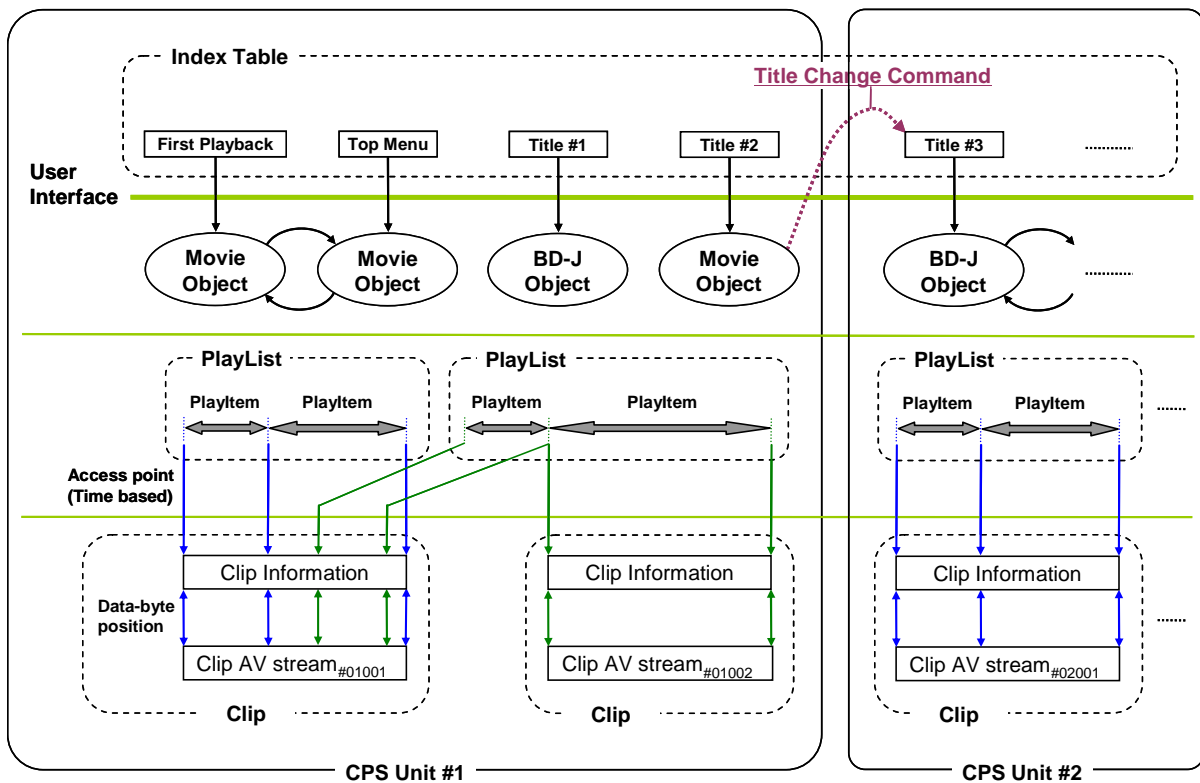 Index Table
Title Change Command
First Playback
Top Menu
Title #1
Title #2
Title #3
.........
User
Interface
Movie
Object
Movie
Object
BD-J
Object
Movie
Object
BD-J
Object
.........
PlayList
PlayList
PlayList
PlayItem
PlayItem
PlayItem
PlayItem
PlayItem
PlayItem
......
Access point
(Time based)
Clip Information
Clip Information
Clip Information
Data-byte
position
......
Clip AV stream#01001
Clip AV stream#01002
Clip AV stream#02001
Clip
Clip
Clip
CPS Unit #1
CPS Unit #2